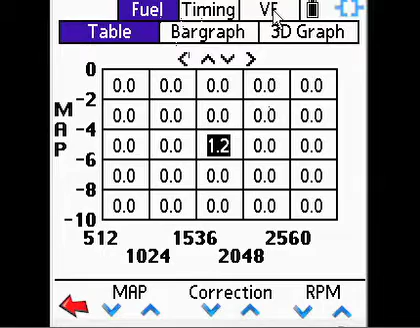 Fuel Timing VE
Table Bargraph 3D Graph
0
0.0 0.0 0.0 0.0 0.0
-2
0.0 0.0 0.0 0.0 0.0
-4
MAP
0.0 0.0 1.2 0.0 0.0
-6
0.0 0.0 0.0 0.0 0.0
-8
0.0 0.0 0.0 0.0 0.0
-10
512 1536 2560
1024 2048
MAP Correction RPM